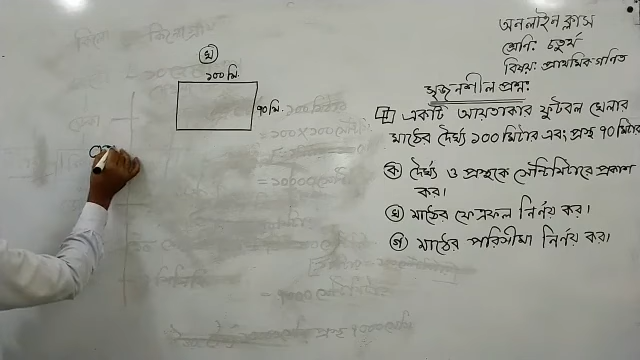 অনলাইন ক্লাস
শ্রেণি: চতুর্থ
বিষয়: প্রাথমিক গণিত
সৃজনশীল প্রশ্ন:
একটি আয়তাকার ফুটবল খেলার
মাঠের দৈর্ঘ্য ১০০ মিটার এবং প্রস্থ ৭০ মিটার
ক দৈর্ঘ্য ও প্রস্থকে সেন্টিমিটারে প্রকাশ
কর।
খ মাঠের ক্ষেত্রফল নির্ণয় কর।
গ মাঠের পরিসীমা নির্ণয় কর।
খ
১০০ মি.
৭০ মি.